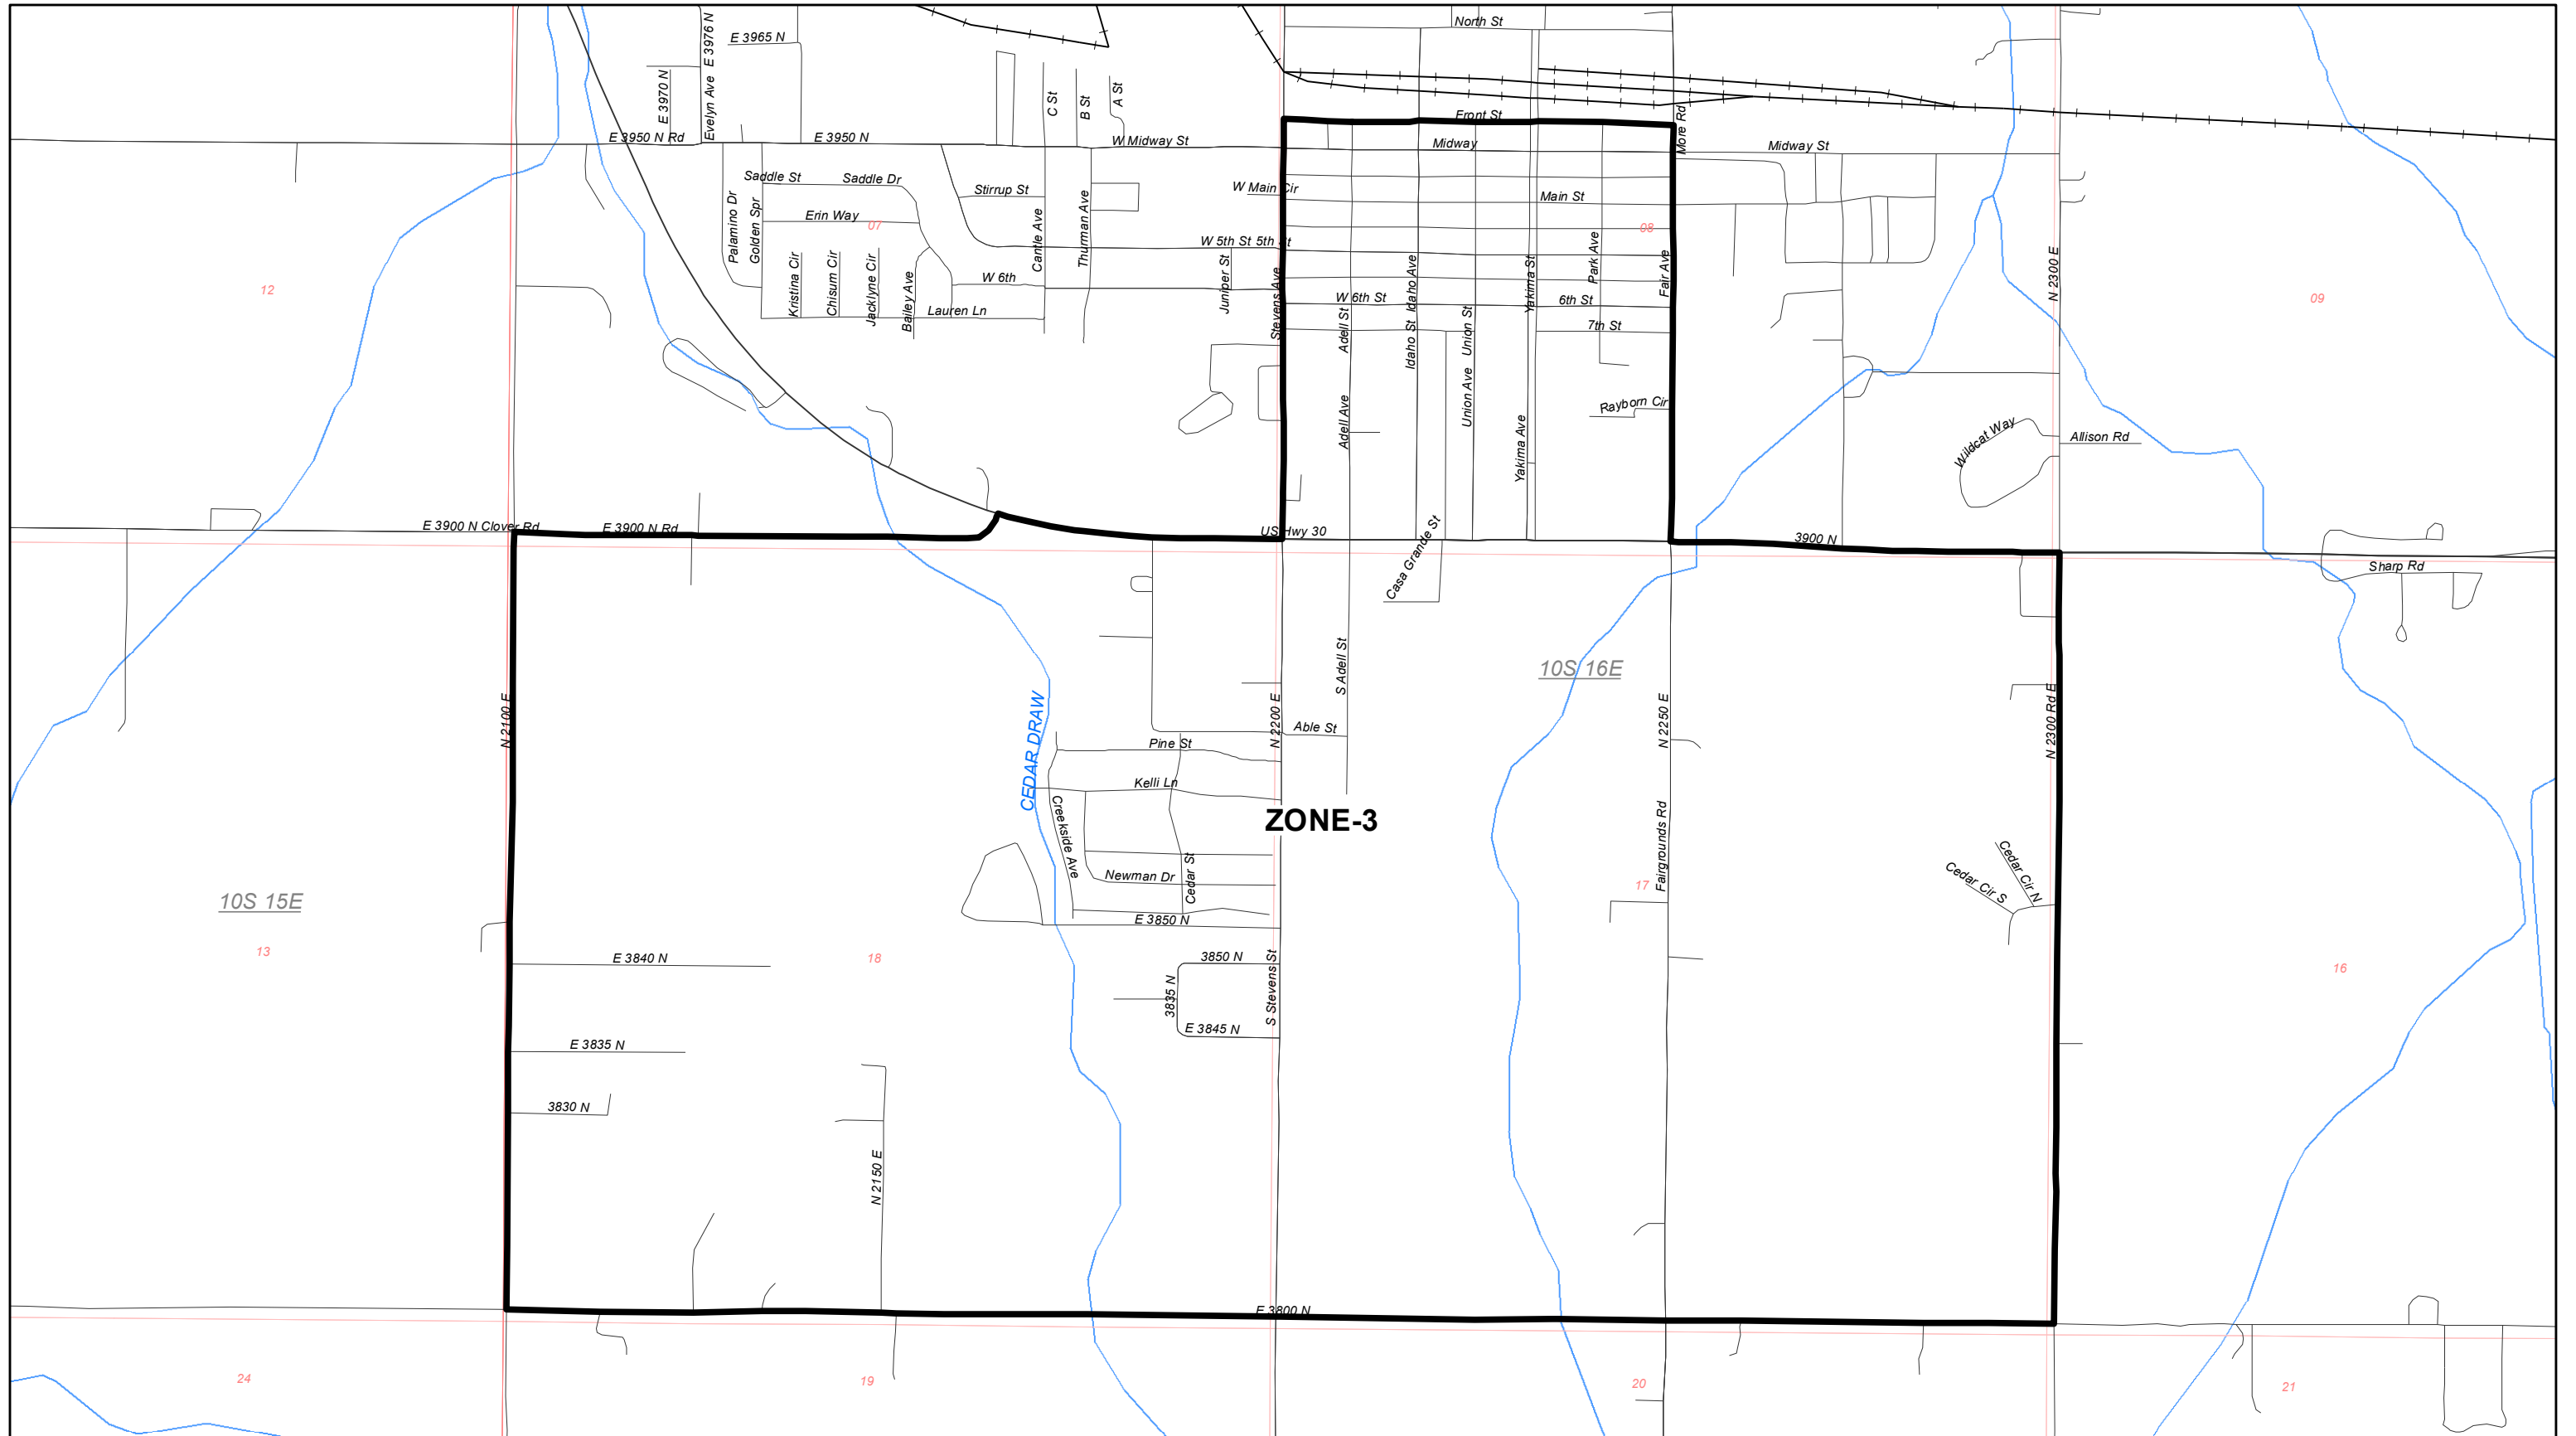 North St
E 3965 N
E 3976 N
Evelyn Ave
E 3970 N
C St
B St
A St
Front St
More Rd
E 3950 N Rd
E 3950 N
W Midway St
Midway
Midway St
Saddle St
Saddle Dr
Stirrup St
W Main Cir
Main St
Palamino Dr
Golden Spr
Erin Way
07
08
Cantle Ave
Thurman Ave
W 5th St 5th St
Kristina Cir
Chisum Cir
Jacklyne Cir
Bailey Ave
W 6th
Juniper St
Stevens Ave
Idaho Ave
Yakima St
Park Ave
Fair Ave
N 2300 E
12
09
W 6th St
6th St
Lauren Ln
Adell St
Idaho St
Union St
7th St
Union Ave
Rayborn Cir
Adell Ave
Yakima Ave
Wildcat Way
Allison Rd
E 3900 N Clover Rd
E 3900 N Rd
US Hwy 30
3900 N
Casa Grande St
Sharp Rd
10S 16E
S Adell St
N 2100 E
CEDAR DRAW
N 2200 E
Able St
N 2250 E
N 2300 Rd E
Pine St
Kelli Ln
Creekside Ave
ZONE-3
Fairgrounds Rd
Newman Dr
Cedar St
17
Cedar Cir N
Cedar Cir S
10S 15E
E 3850 N
13
18
16
E 3840 N
3850 N
3835 N
S Stevens St
E 3845 N
E 3835 N
3830 N
N 2150 E
E 3800 N
24
19
20
21